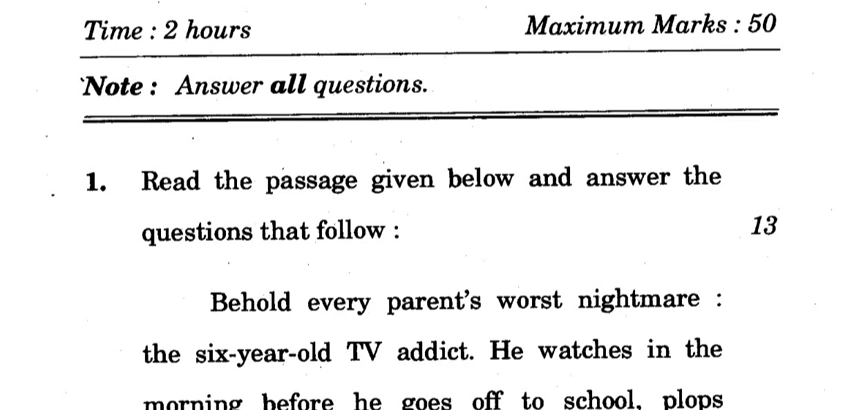 Time : 2 hours Maximum Marks : 50
Note : Answer all questions.
1. Read the passage given below and answer the
questions that follow : 13
Behold every parent's worst nightmare :
the six-year-old TV addict. He watches in the
morning before he goes off to school, plops